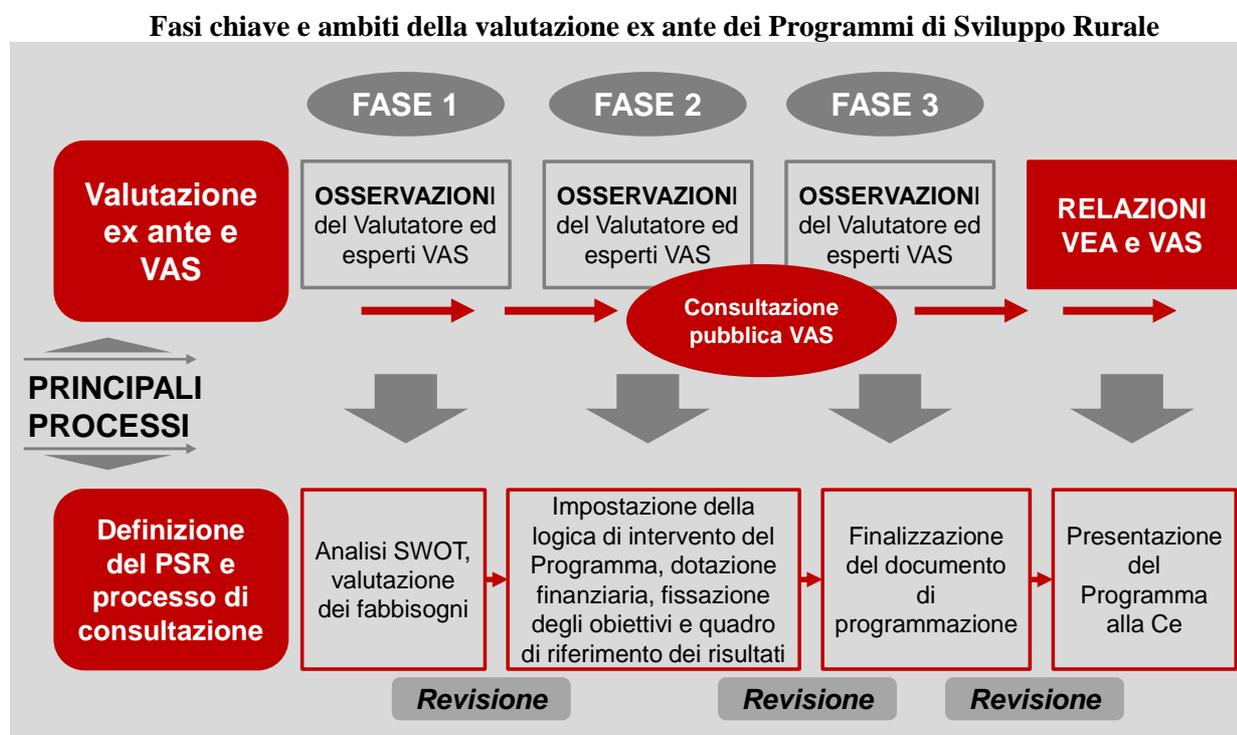 Fasi chiave e ambiti della valutazione ex ante dei Programmi di Sviluppo Rurale
FASE 1
FASE 2
FASE 3
Valutazione
ex ante e
VAS
OSSERVAZIONI
del Valutatore ed
esperti VAS
OSSERVAZIONI
del Valutatore ed
esperti VAS
OSSERVAZIONI
del Valutatore ed
esperti VAS
RELAZIONI
VEA e VAS
Consultazione
pubblica VAS
PRINCIPALI
PROCESSI
Definizione
del PSR e
processo di
consultazione
Analisi SWOT,
valutazione
dei fabbisogni
Impostazione della
logica di intervento del
Programma, dotazione
finanziaria, fissazione
degli obiettivi e quadro
di riferimento dei risultati
Finalizzazione
del documento
di
programmazione
Presentazione
del
Programma
alla Ce
Revisione
Revisione
Revisione